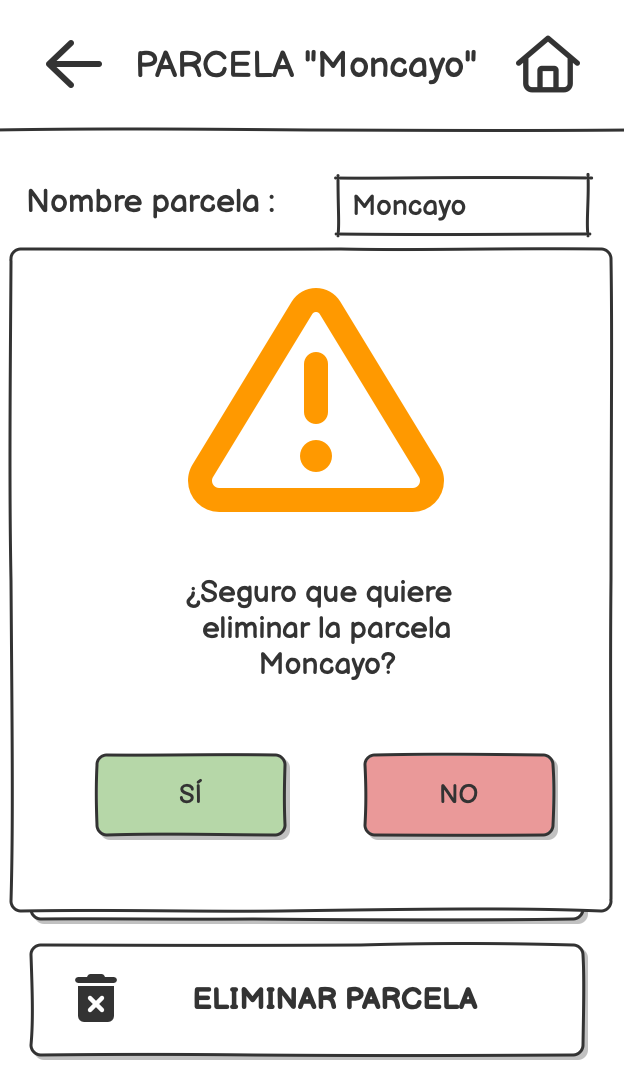 PARCELA "Moncayo"
Nombre parcela :
Moncayo
¿Seguro que quiere
eliminar la parcela
Moncayo?
SÍ
NO
ELIMINAR PARCELA